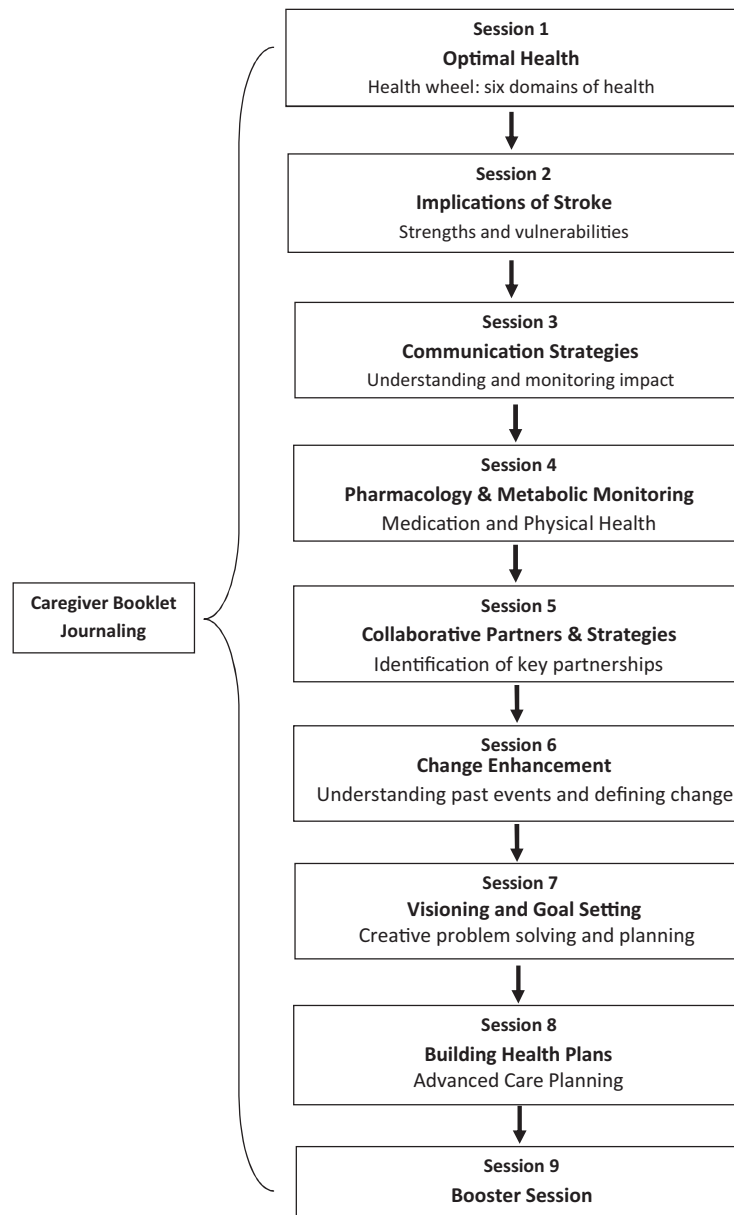 Session 1
Optimal Health
Health wheel: six domains of health
Session 2
Implications of Stroke
Strengths and vulnerabilities
Session 3
Communication Strategies
Understanding and monitoring impact
Session 4
Pharmacology & Metabolic Monitoring
Medication and Physical Health
Caregiver Booklet
Journaling
Session 5
Collaborative Partners & Strategies
Identification of key partnerships
Session 6
Change Enhancement
Understanding past events and defining change
Session 7
Visioning and Goal Setting
Creative problem solving and planning
Session 8
Building Health Plans
Advanced Care Planning
Session 9
Booster Session